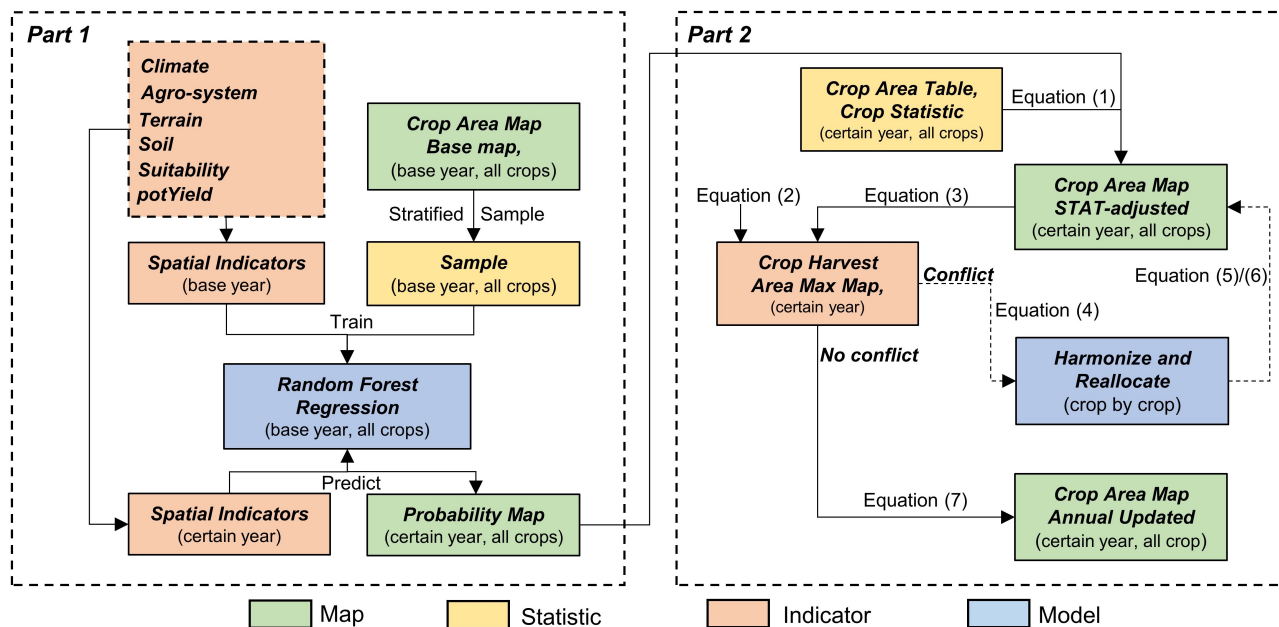 Part 1
Climate
Agro-system
Terrain
Soil
Suitability
potYield
Crop Area Map
Base map,
(base year, all crops)
Stratified Sample
Spatial Indicators
(base year)
Sample
(base year, all crops)
Train
Random Forest
Regression
(base year, all crops)
Predict
Spatial Indicators
(certain year)
Probability Map
(certain year, all crops)
Part 2
Crop Area Table,
Crop Statistic
(certain year, all crops)
Equation (1)
Crop Area Map
STAT-adjusted
(certain year, all crops)
Equation (2)
Equation (3)
Crop Harvest
Area Max Map,
(certain year)
Conflict
Equation (4)
Equation (5)/(6)
No conflict
Harmonize and
Reallocate
(crop by crop)
Equation (7)
Crop Area Map
Annual Updated
(certain year, all crop)
Map
Statistic
Indicator
Model